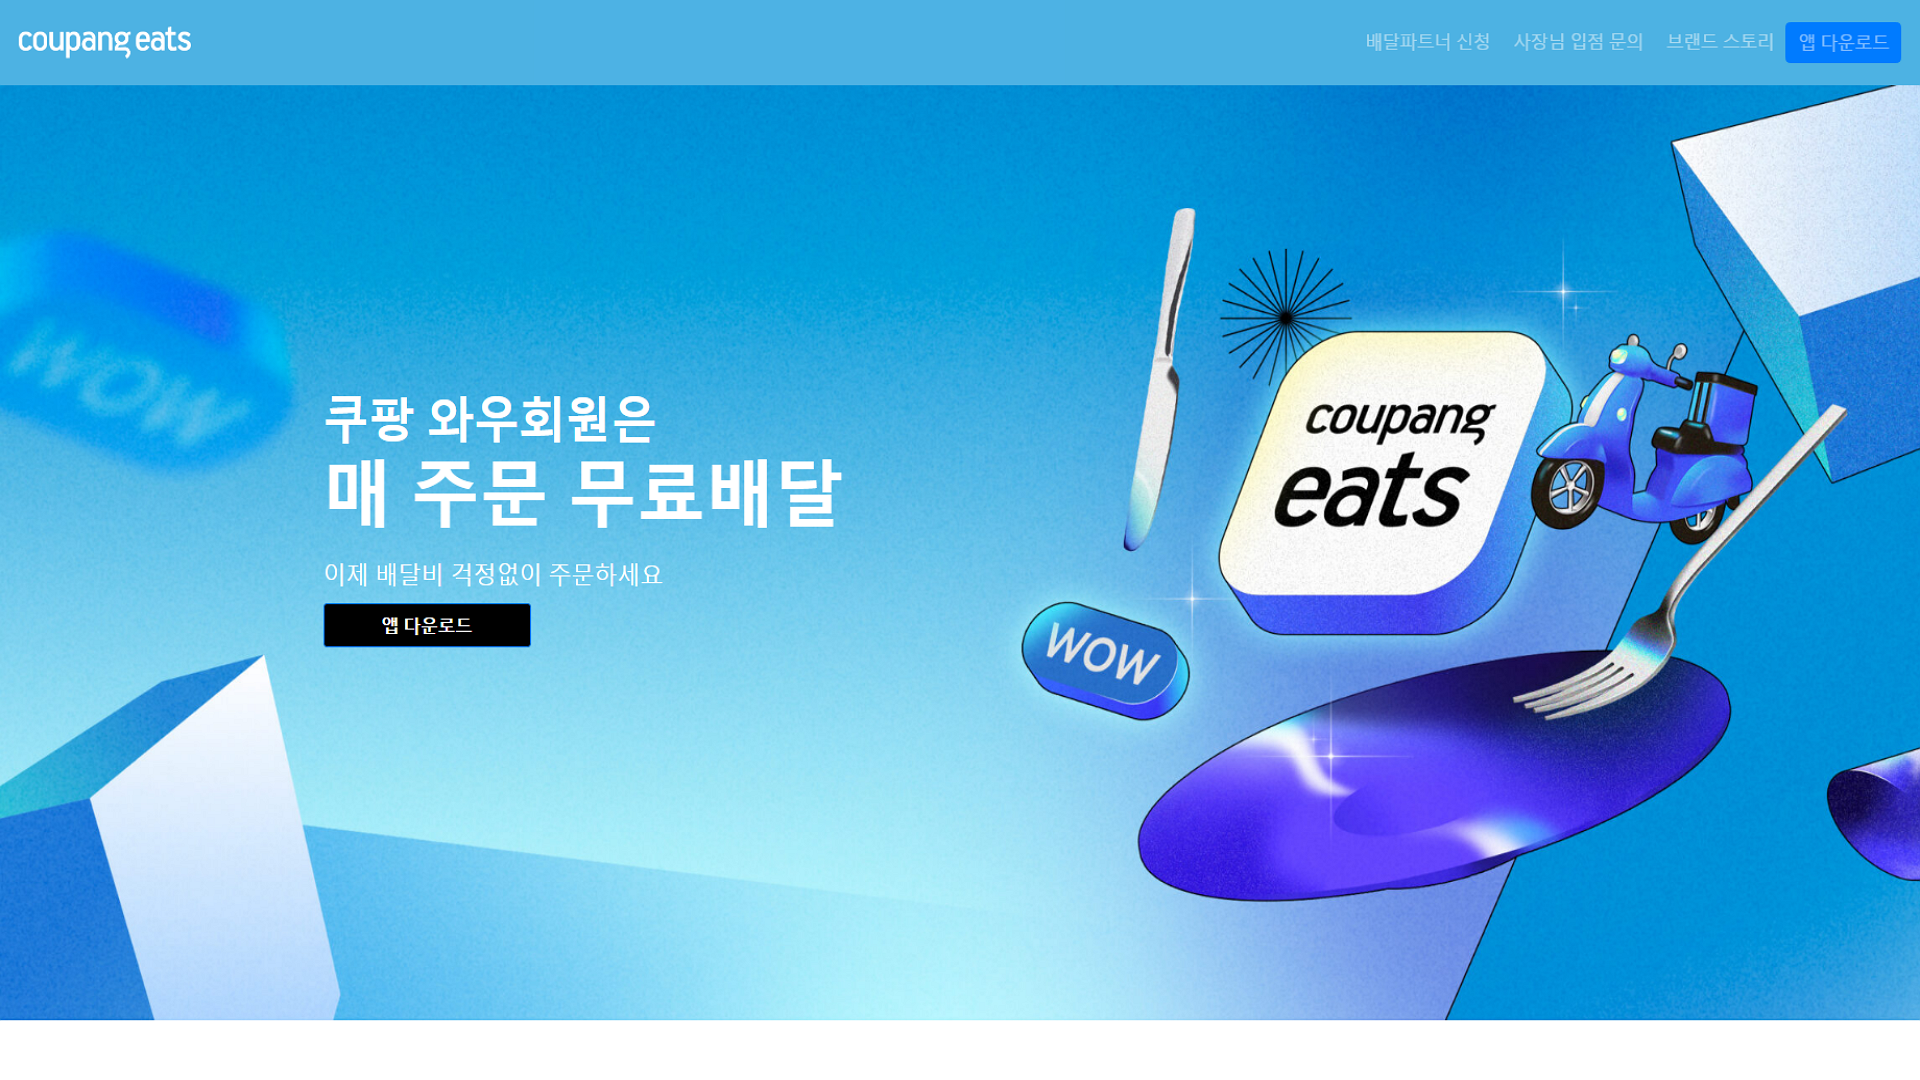 coupang eats
배달파트너 신청
사장님 입점 문의
브랜드 스토리
앱 다운로드
WOW
쿠팡 와우회원은
매 주문 무료배달
이제 배달비 걱정없이 주문하세요
앱 다운로드
coupang
eats
WOW